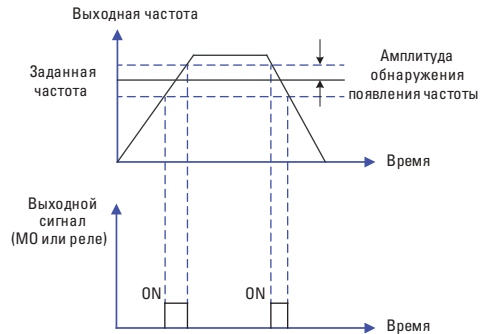 Выходная частота
Заданная
частота
Амплитуда
обнаружения
появления частоты
Время
Выходной
сигнал
(МО или реле)
ON
ON
Время